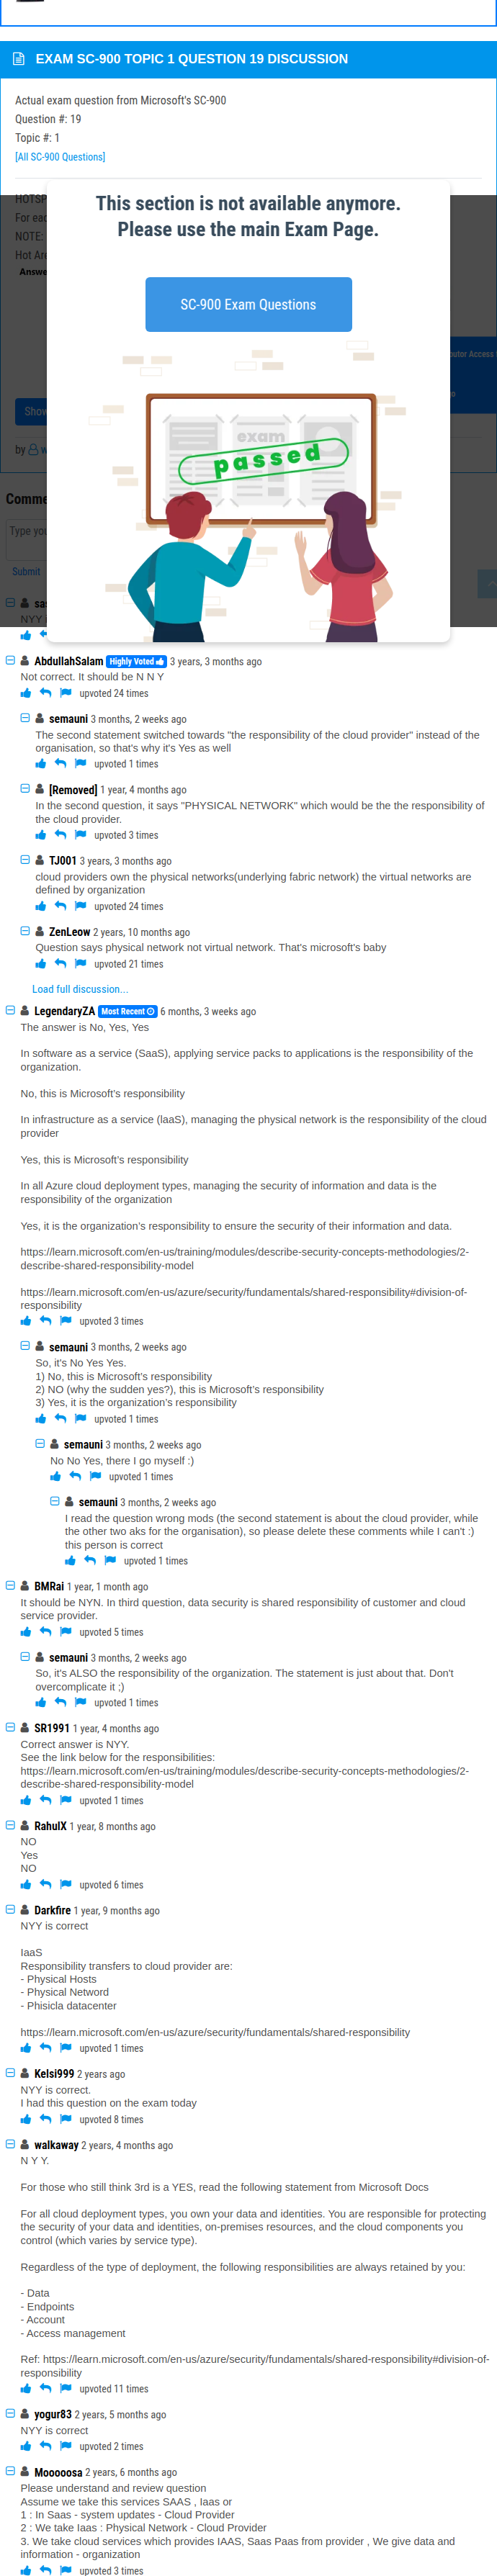 EXAM SC-900 TOPIC 1 QUESTION 19 DISCUSSION
Actual exam question from Microsoft's SC-900
Question #: 19
Topic #: 1
[All SC-900 Questions]
HOTSP
For eac
NOTE:
Hot Are
Answe
This section is not available anymore.
Please use the main Exam Page.
SC-900 Exam Questions
exam
passed
butor Access
Show
by
Comme
Type you
Submit
sa
NYY
AbdullahSalam Highly Voted 3 years, 3 months ago
Not correct. It should be N N Y
upvoted 24 times
semauni 3 months, 2 weeks ago
The second statement switched towards "the responsibility of the cloud provider" instead of the
organisation, so that's why it's Yes as well
upvoted 1 times
[Removed] 1 year, 4 months ago
In the second question, it says "PHYSICAL NETWORK" which would be the the responsibility of
the cloud provider.
upvoted 3 times
TJ001 3 years, 3 months ago
cloud providers own the physical networks(underlying fabric network) the virtual networks are
defined by organization
upvoted 24 times
ZenLeow 2 years, 10 months ago
Question says physical network not virtual network. That's microsoft's baby
upvoted 21 times
Load full discussion...
LegendaryZA Most Recent 6 months, 3 weeks ago
The answer is No, Yes, Yes
In software as a service (SaaS), applying service packs to applications is the responsibility of the
organization.
No, this is Microsoft's responsibility
In infrastructure as a service (IaaS), managing the physical network is the responsibility of the cloud
provider
Yes, this is Microsoft's responsibility
In all Azure cloud deployment types, managing the security of information and data is the
responsibility of the organization
Yes, it is the organization's responsibility to ensure the security of their information and data.
https://learn.microsoft.com/en-us/training/modules/describe-security-concepts-methodologies/2-
describe-shared-responsibility-model
https://learn.microsoft.com/en-us/azure/security/fundamentals/shared-responsibility#division-of-
responsibility
upvoted 3 times
semauni 3 months, 2 weeks ago
So, it's No Yes Yes.
1) No, this is Microsoft's responsibility
2) NO (why the sudden yes?), this is Microsoft's responsibility
3) Yes, it is the organization's responsibility
upvoted 1 times
semauni 3 months, 2 weeks ago
No No Yes, there I go myself :)
upvoted 1 times
semauni 3 months, 2 weeks ago
I read the question wrong mods (the second statement is about the cloud provider, while
the other two aks for the organisation), so please delete these comments while I can't :)
this person is correct
upvoted 1 times
BMRai 1 year, 1 month ago
It should be NYN. In third question, data security is shared responsibility of customer and cloud
service provider.
upvoted 5 times
semauni 3 months, 2 weeks ago
So, it's ALSO the responsibility of the organization. The statement is just about that. Don't
overcomplicate it ;)
upvoted 1 times
SR1991 1 year, 4 months ago
Correct answer is NYY.
See the link below for the responsibilities:
https://learn.microsoft.com/en-us/training/modules/describe-security-concepts-methodologies/2-
describe-shared-responsibility-model
upvoted 1 times
RahulX 1 year, 8 months ago
NO
Yes
NO
upvoted 6 times
Darkfire 1 year, 9 months ago
NYY is correct
IaaS
Responsibility transfers to cloud provider are:
- Physical Hosts
- Physical Netword
- Phisicla datacenter
https://learn.microsoft.com/en-us/azure/security/fundamentals/shared-responsibility
upvoted 1 times
Kelsi999 2 years ago
NYY is correct.
I had this question on the exam today
upvoted 8 times
walkaway 2 years, 4 months ago
N Y Y.
For those who still think 3rd is a YES, read the following statement from Microsoft Docs
For all cloud deployment types, you own your data and identities. You are responsible for protecting
the security of your data and identities, on-premises resources, and the cloud components you
control (which varies by service type).
Regardless of the type of deployment, the following responsibilities are always retained by you:
- Data
- Endpoints
- Account
- Access management
Ref: https://learn.microsoft.com/en-us/azure/security/fundamentals/shared-responsibility#division-of-
responsibility
upvoted 11 times
yogur83 2 years, 5 months ago
NYY is correct
upvoted 2 times
Mooooosa 2 years, 6 months ago
Please understand and review question
Assume we take this services SAAS , Iaas or
1 : In Saas - system updates - Cloud Provider
2 : We take Iaas : Physical Network - Cloud Provider
3. We take cloud services which provides IAAS, Saas Paas from provider , We give data and
information - organization
upvoted 3 times